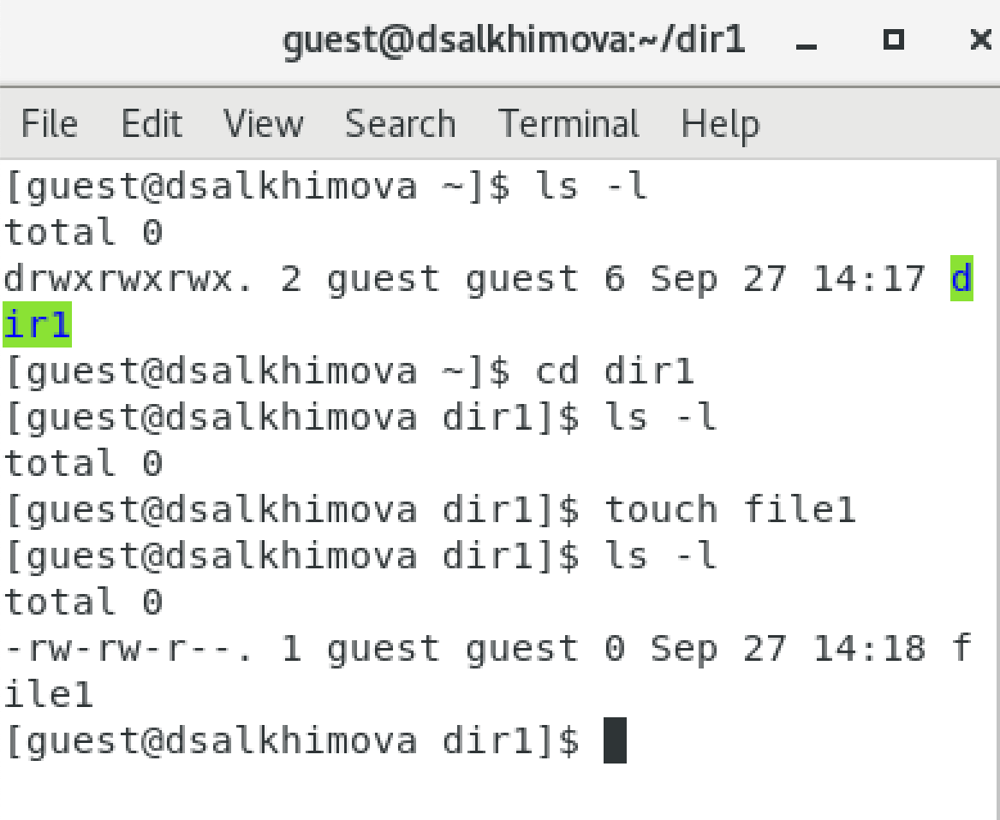 guest@dsalkhimova:~/dir1
File Edit View Search Terminal Help
[guest@dsalkhimova ~]$ ls -l
total 0
drwxrwxrwx. 2 guest guest 6 Sep 27 14:17 d
ir1
[guest@dsalkhimova ~]$ cd dir1
[guest@dsalkhimova dir1]$ ls -l
total 0
[guest@dsalkhimova dir1]$ touch file1
[guest@dsalkhimova dir1]$ ls -l
total 0
-rw-rw-r--. 1 guest guest 0 Sep 27 14:18 f
ile1
[guest@dsalkhimova dir1]$